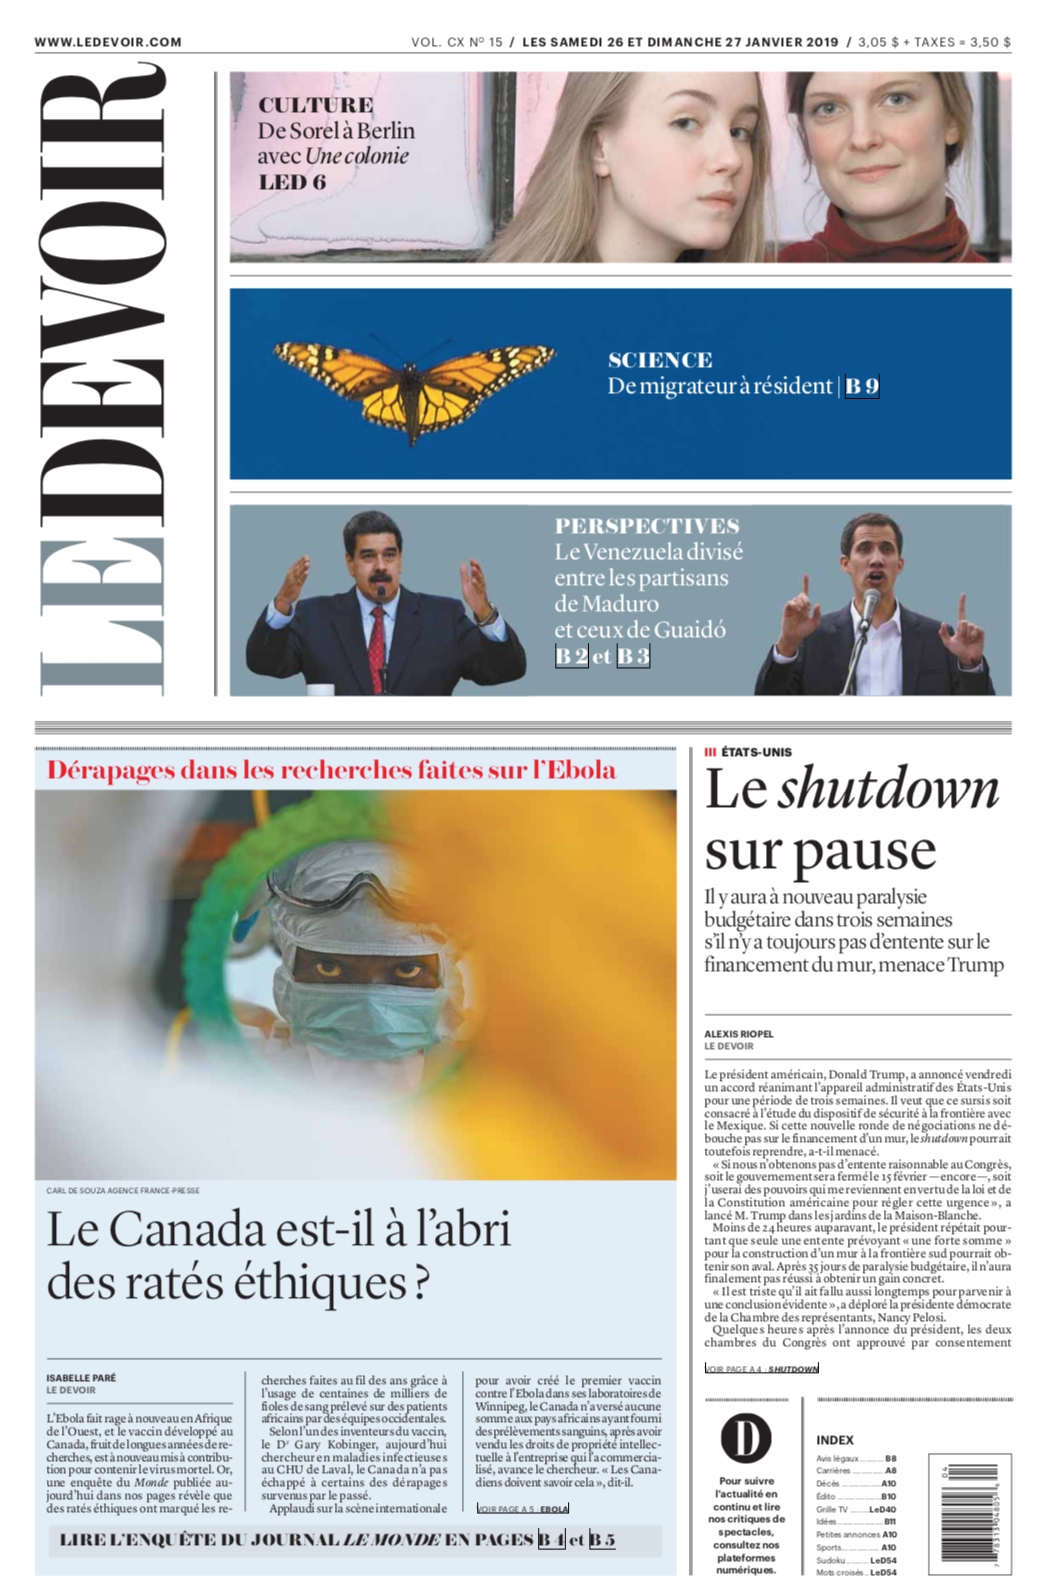 WWW.LEDEVOIR.COM
VOL. CX NO 15 / LES SAMEDI 26 ET DIMANCHE 27 JANVIER 2019 / 3,05 $ + TAXES = 3,50 $
LE DEVOIR
CULTURE
De Sorel à Berlin
avec Une colonie
LED 6
SCIENCE
De migrateur à résident | B 9
PERSPECTIVES
Le Venezuela divisé
entre les partisans
de Maduro
et ceux de Guaidó
B 2 et B 3
Dérapages dans les recherches faites sur l'Ebola
CARL DE SOUZA AGENCE FRANCE-PRESSE
Le Canada est-il à l'abri
des ratés éthiques ?
ISABELLE PARÉ
LE DEVOIR
L'Ebola fait rage à nouveau en Afrique
de l'Ouest, et le vaccin développé au
Canada, fruit de longues années de re-
cherches, est à nouveau mis à contribu-
tion pour contenir le virus mortel. Or,
une enquête du Monde publiée au-
jourd'hui dans nos pages révèle que
des ratés éthiques ont marqué les re-
cherches faites au fil des ans grâce à
l'usage de centaines de milliers de
fioles de sang prélevé sur des patients
africains par des équipes occidentales.
Selon l'un des inventeurs du vaccin,
le Dr Gary Kobinger, aujourd'hui
chercheur en maladies infectieuses
au CHU de Laval, le Canada n'a pas
échappé à certains des dérapages
survenus par le passé.
Applaudi sur la scène internationale
pour avoir créé le premier vaccin
contre l'Ebola dans ses laboratoires de
Winnipeg, le Canada n'a versé aucune
somme aux pays africains ayant fourni
des prélèvements sanguins, après avoir
vendu les droits de propriété intellec-
tuelle à l'entreprise qui l'a commercia-
lisé, avance le chercheur. « Les Cana-
diens doivent savoir cela », dit-il.
VOIR PAGE A 5 : EBOLA
LIRE L'ENQUÊTE DU JOURNAL LE MONDE EN PAGES B 4 et B 5
III ÉTATS-UNIS
Le shutdown
sur pause
Il y aura à nouveau paralysie
budgétaire dans trois semaines
s'il n'y a toujours pas d'entente sur le
financement du mur, menace Trump
ALEXIS RIOPEL
LE DEVOIR
Le président américain, Donald Trump, a annoncé vendredi
un accord réanimant l'appareil administratif des États-Unis
pour une période de trois semaines. Il veut que ce sursis soit
consacré à l'étude du dispositif de sécurité à la frontière avec
le Mexique. Si cette nouvelle ronde de négociations ne dé-
bouche pas sur le financement d'un mur, le shutdown pourrait
toutefois reprendre, a-t-il menacé.
« Si nous n'obtenons pas d'entente raisonnable au Congrès,
soit le gouvernement sera fermé le 15 février — encore —, soit
j'userai des pouvoirs qui me reviennent en vertu de la loi et de
la Constitution américaine pour régler cette urgence », a
lancé M. Trump dans les jardins de la Maison-Blanche.
Moins de 24 heures auparavant, le président répétait pour-
tant que seule une entente prévoyant « une forte somme »
pour la construction d'un mur à la frontière sud pourrait ob-
tenir son aval. Après 35 jours de paralysie budgétaire, il n'aura
finalement pas réussi à obtenir un gain concret.
« Il est triste qu'il ait fallu aussi longtemps pour parvenir à
une conclusion évidente », a déploré la présidente démocrate
de la Chambre des représentants, Nancy Pelosi.
Quelques heures après l'annonce du président, les deux
chambres du Congrès ont approuvé par consentement
VOIR PAGE A 4 : SHUTDOWN
D
Pour suivre
l'actualité en
continu et lire
nos critiques de
spectacles,
consultez nos
plateformes
numériques.
INDEX
Avis légaux B8
Carrières A8
Décès A10
Édito B10
Grille TV LeD40
Idées B11
Petites annonces A10
Sports A10
Sudoku LeD54
Mots croisés LeD54
04